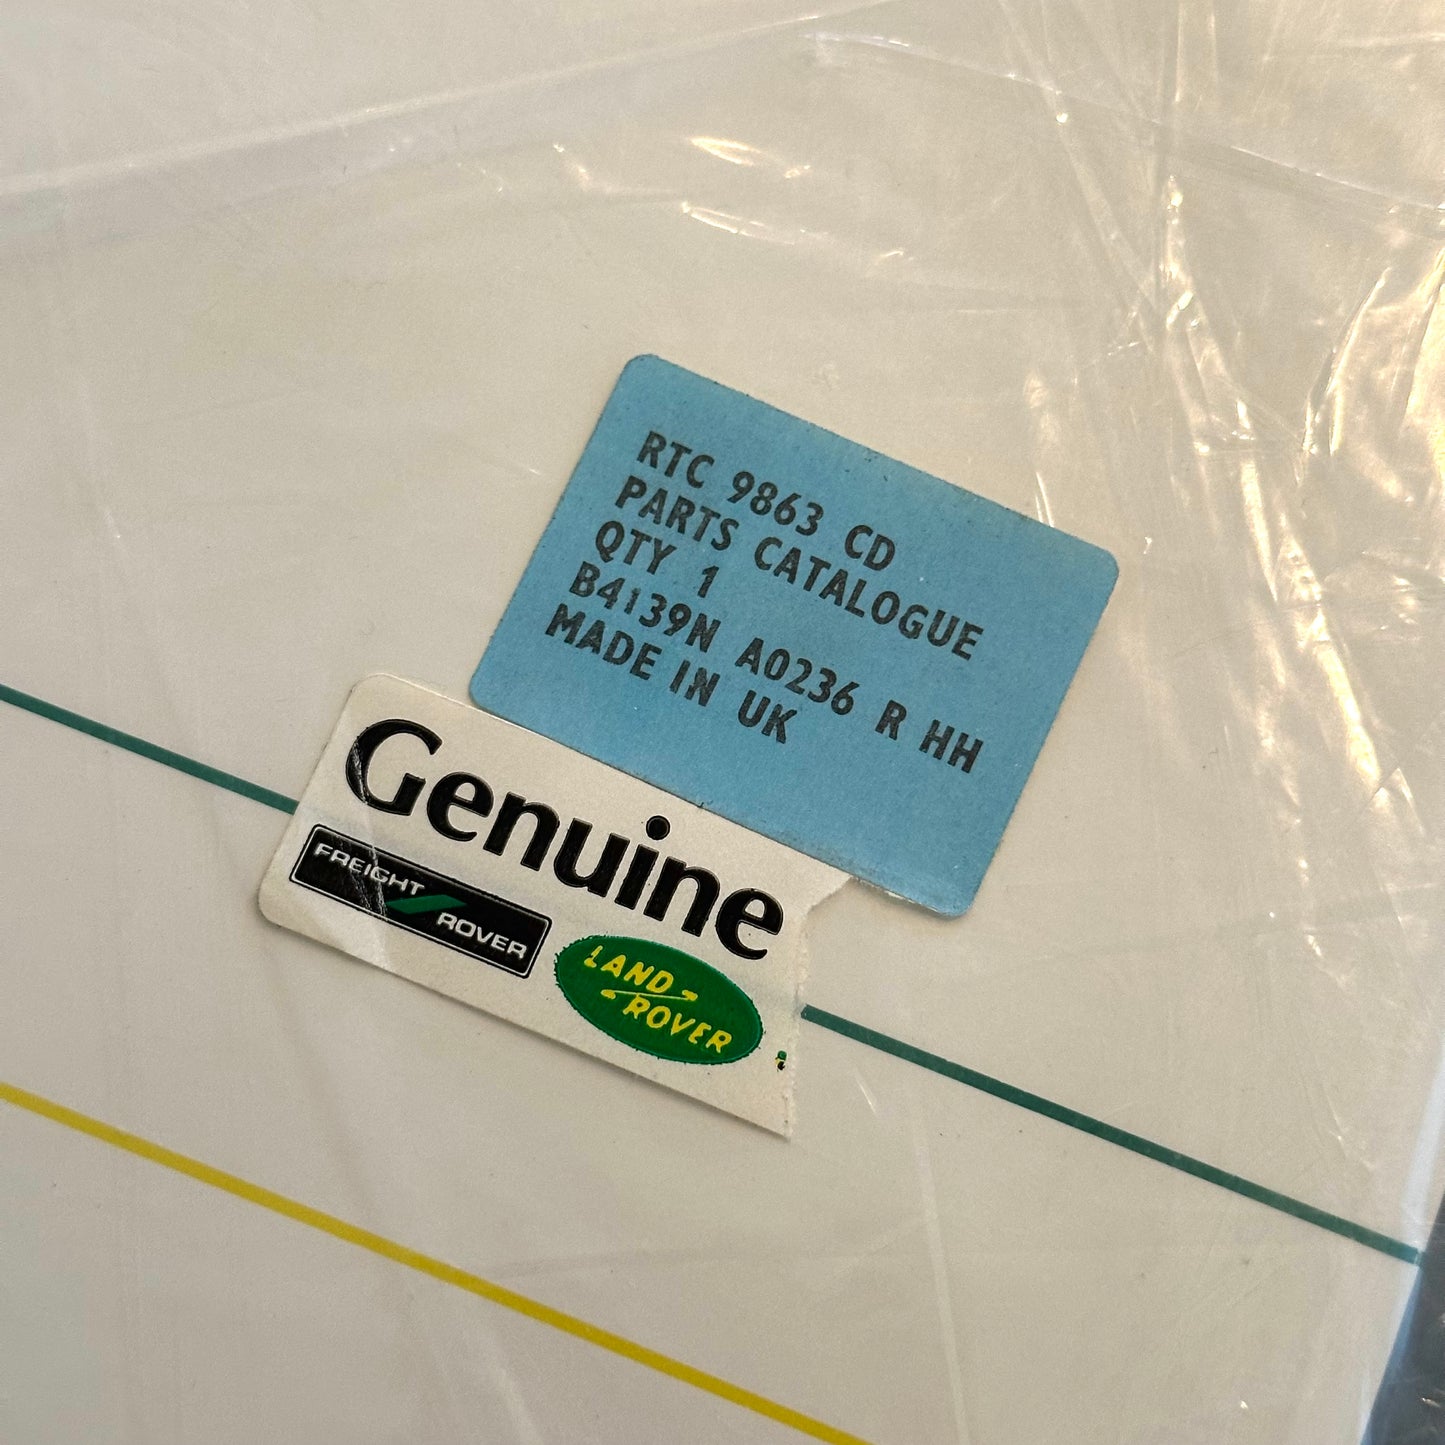 RTC 9863 CD
PARTS CATALOGUE
QTY 1
B4139N A0236 R HH
MADE IN UK
Genuine
FREIGHT
ROVER
LAND
ROVER